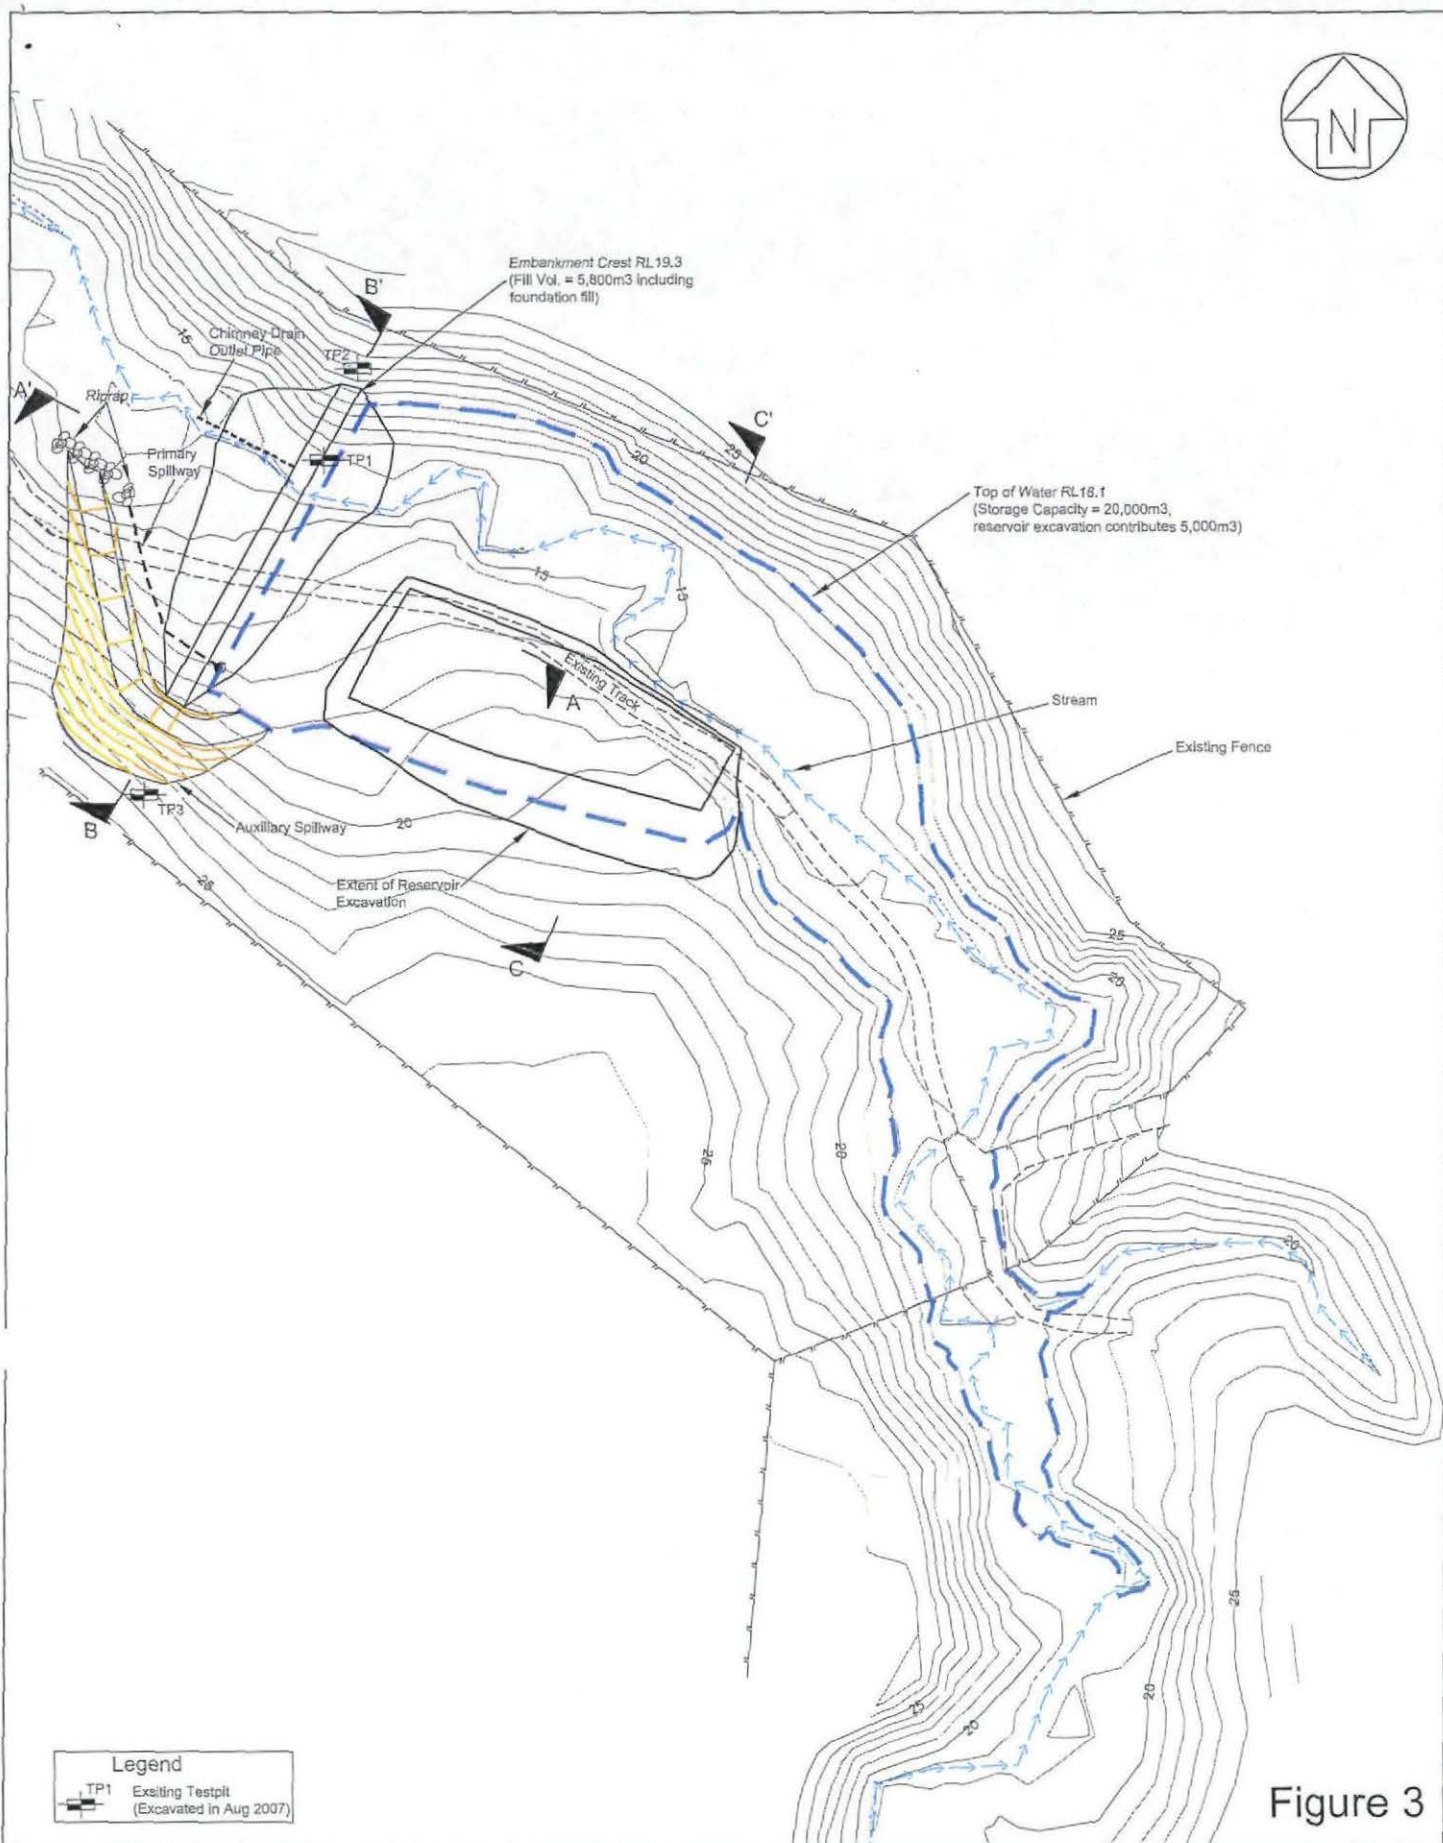 N
Embankment Crest RL19.3
(Fill Vol. = 5,800m3 including
foundation fill)
B'
Chimney Drain
Outlet Pipe
15
TP2
A'
Riprap
C'
25
Primary
Spillway
TP1
20
Top of Water RL18.1
(Storage Capacity = 20,000m3,
reservoir excavation contributes 5,000m3)
15
15
Existing Track
A
Stream
Existing Fence
TP3
B
Auxiliary Spillway
20
25
Extent of Reservoir
Excavation
C
25
20
25
20
20
25
20
25
20
Legend
TP1
Exsiting Testpit
(Excavated in Aug 2007)
Figure 3